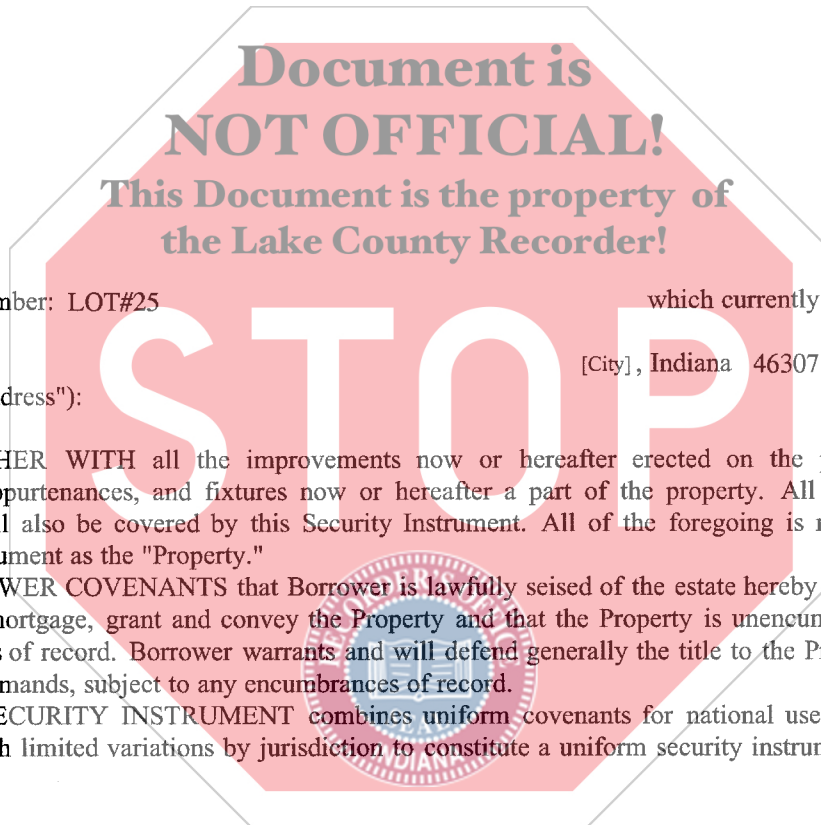 Document is
NOT OFFICIAL!
This Document is the property of
the Lake County Recorder!
mber: LOT#25 which currently
[City], Indiana 46307
dress"):
STOP
HER WITH all the improvements now or hereafter erected on the
ppurtenances, and fixtures now or hereafter a part of the property. All
l also be covered by this Security Instrument. All of the foregoing is
ument as the "Property."
WER COVENANTS that Borrower is lawfully seised of the estate hereby
mortgage, grant and convey the Property and that the Property is unencum
s of record. Borrower warrants and will defend generally the title to the P
mands, subject to any encumbrances of record.
ECURITY INSTRUMENT combines uniform covenants for national use
h limited variations by jurisdiction to constitute a uniform security instrum
RECORDER'S OFFICE
SEAL
INDIANA